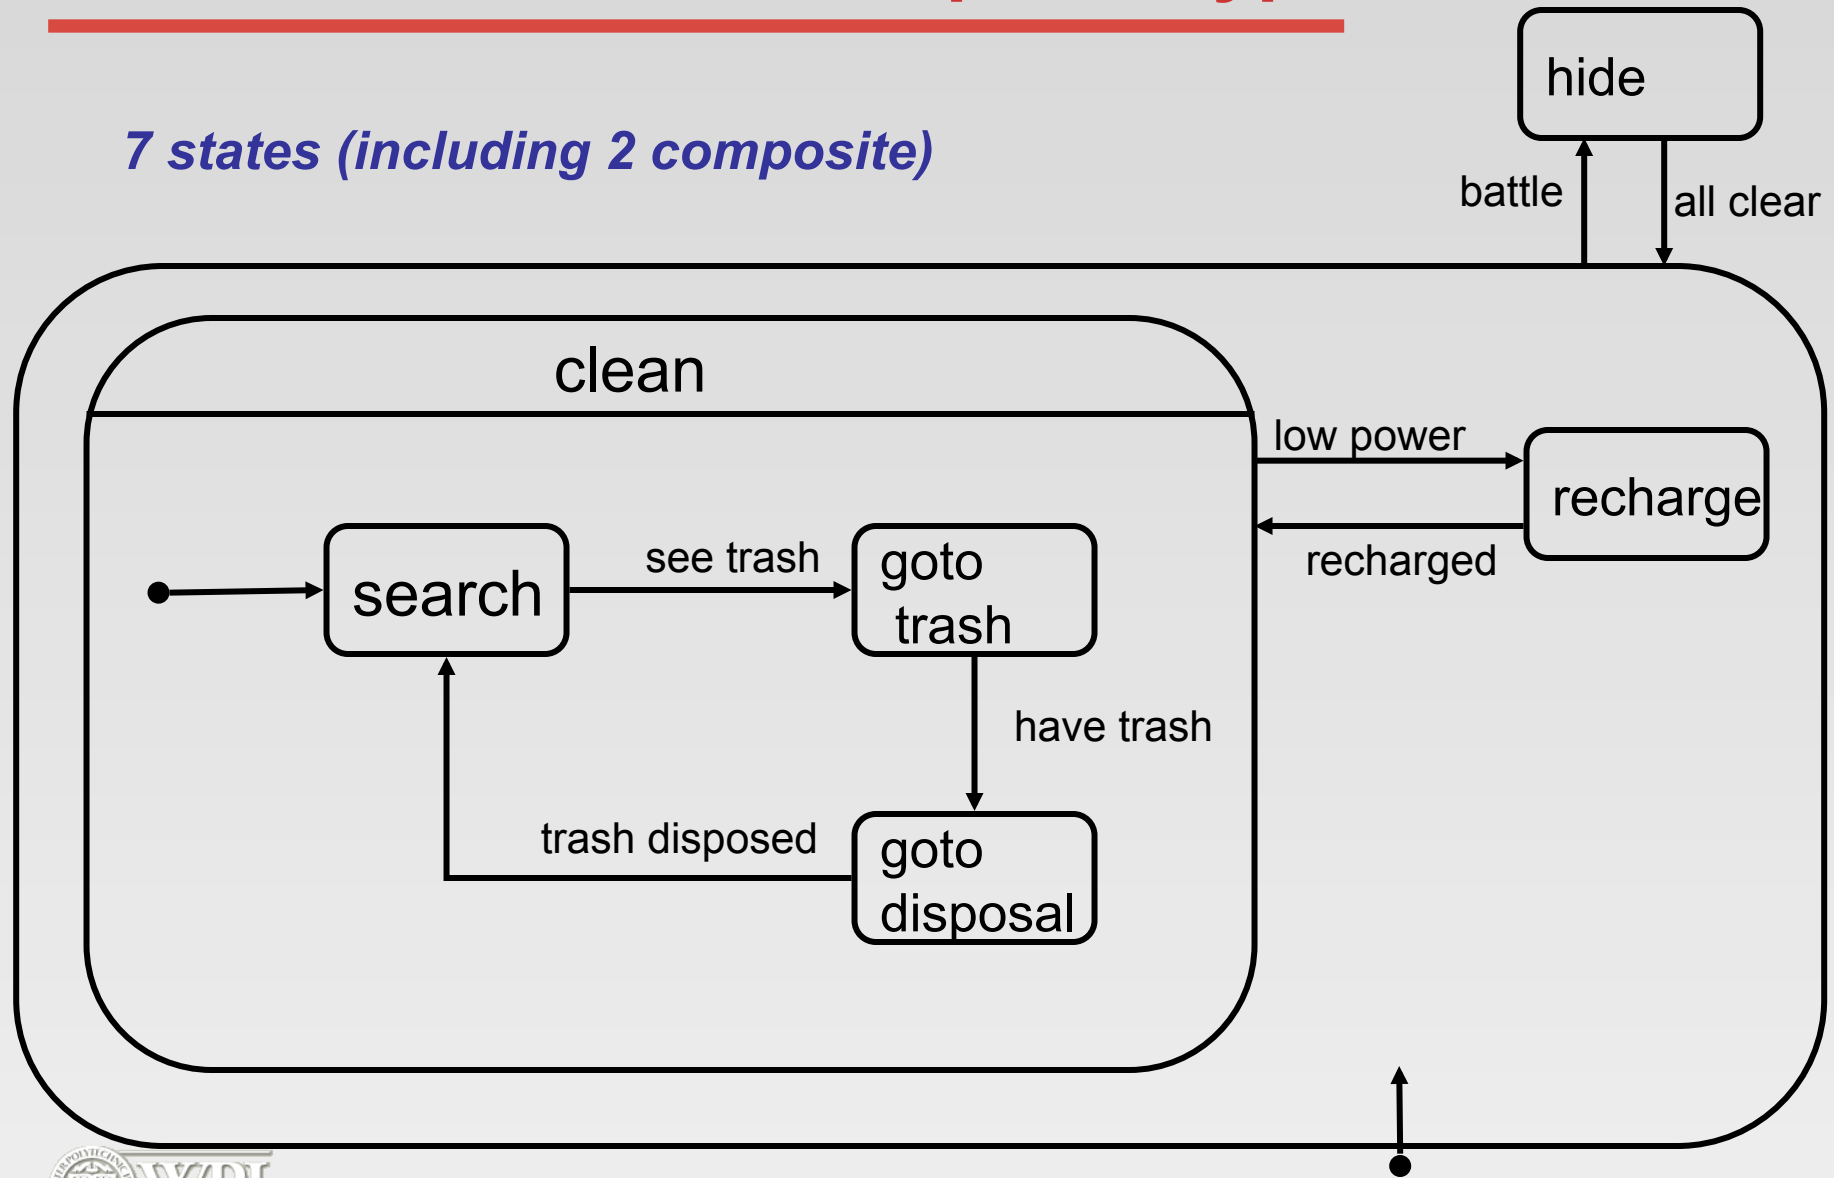 7 states (including 2 composite)
hide
battle
all clear
clean
low power
recharge
recharged
search
see trash
goto
trash
have trash
trash disposed
goto
disposal
WPI